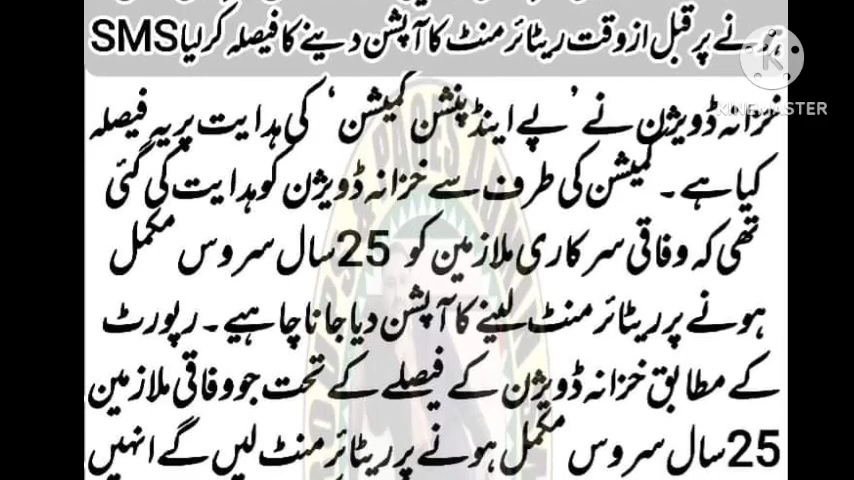 ہونے پر قبل از وقت ریٹائرمنٹ کا آپشن دینے کا فیصلہ کر لیا SMS
KINEMASTER
خزانہ ڈویژن نے ’پے اینڈ پنشن کمیشن‘ کی ہدایت پر یہ فیصلہ
کیا ہے۔ کمیشن کی طرف سے خزانہ ڈویژن کو ہدایت کی گئی
تھی کہ وفاقی سرکاری ملازمین کو 25 سال سروس مکمل
ہونے پر ریٹائرمنٹ لینے کا آپشن دیا جانا چاہیے۔ رپورٹ
کے مطابق خزانہ ڈویژن کے فیصلے کے تحت جو وفاقی ملازمین
25 سال سروس مکمل ہونے پر ریٹائرمنٹ لیں گے انہیں